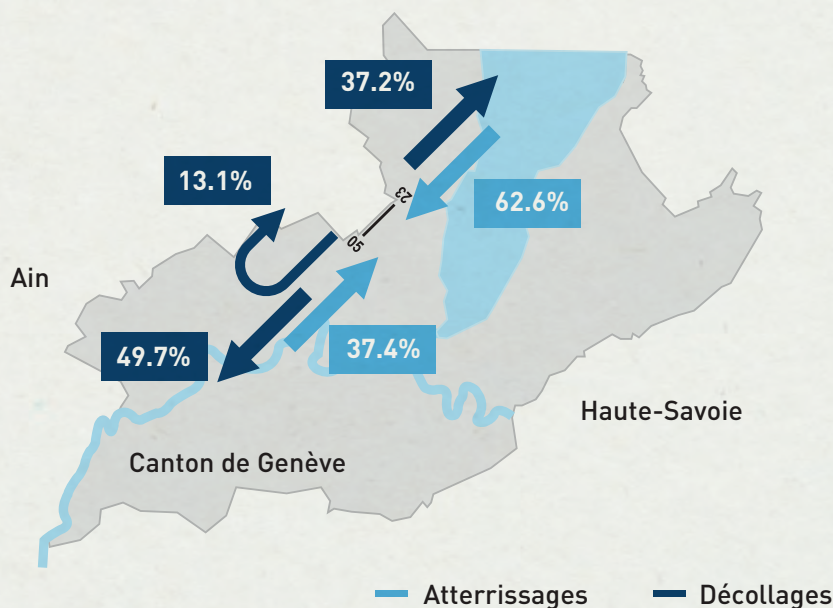 37.2%
13.1%
23
62.6%
05
Ain
49.7%
37.4%
Haute-Savoie
Canton de Genève
Atterrissages
Décollages